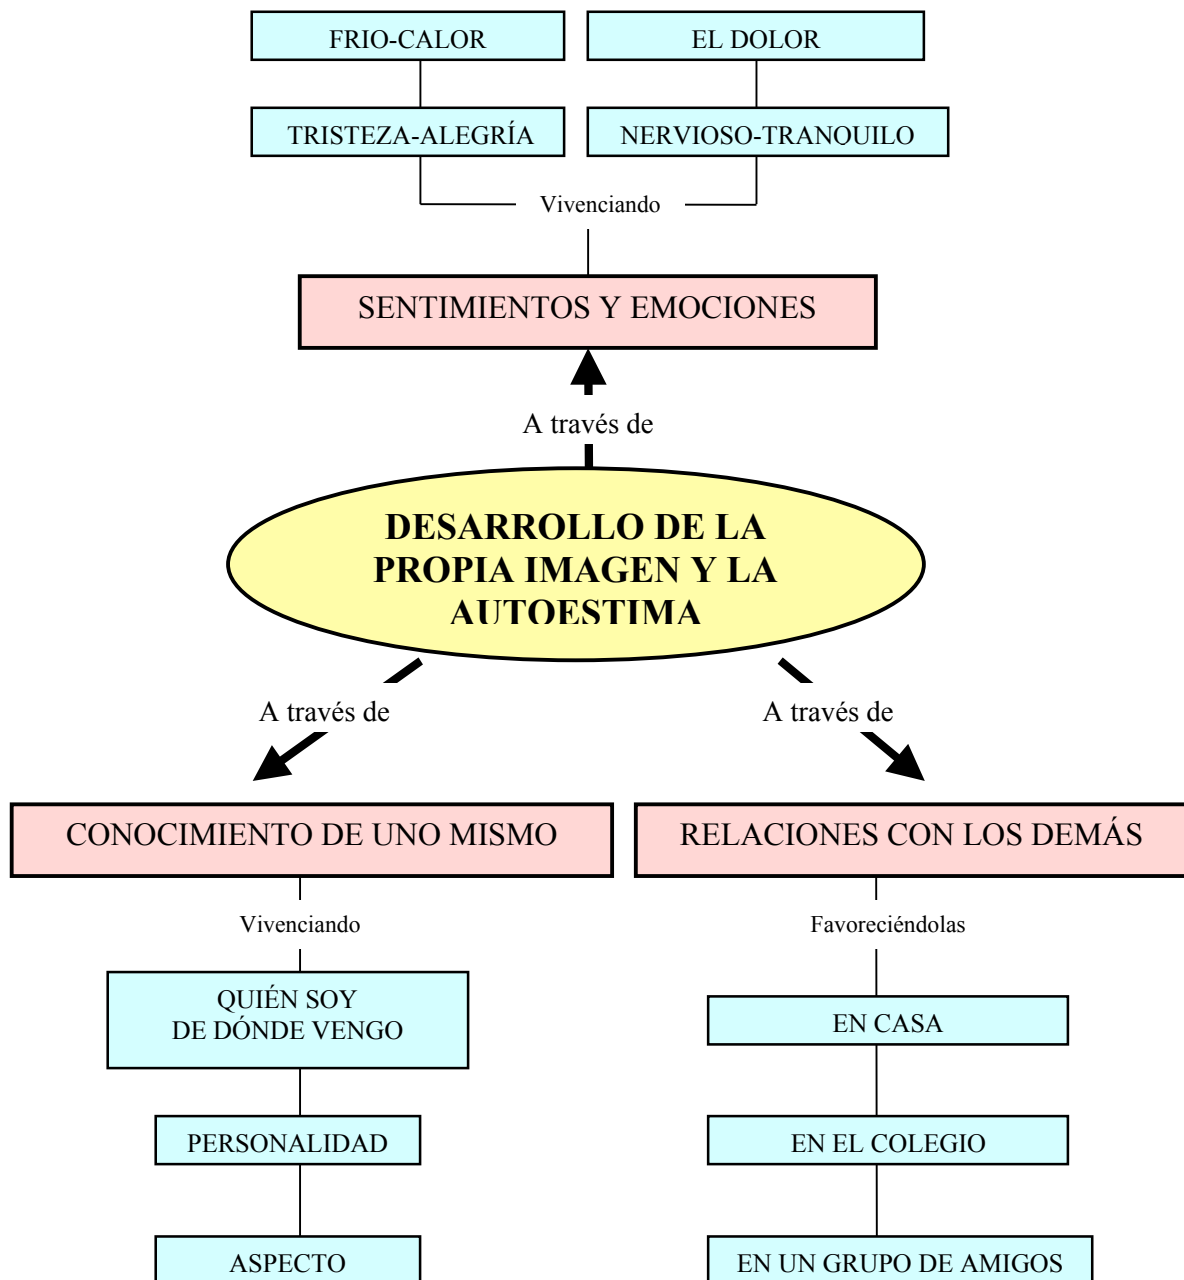 FRIO-CALOR
EL DOLOR
TRISTEZA-ALEGRÍA
NERVIOSO-TRANQUILO
Vivenciando
SENTIMIENTOS Y EMOCIONES
A través de
DESARROLLO DE LA
PROPIA IMAGEN Y LA
AUTOESTIMA
A través de
A través de
CONOCIMIENTO DE UNO MISMO
RELACIONES CON LOS DEMÁS
Vivenciando
Favoreciéndolas
QUIÉN SOY
DE DÓNDE VENGO
EN CASA
PERSONALIDAD
EN EL COLEGIO
ASPECTO
EN UN GRUPO DE AMIGOS